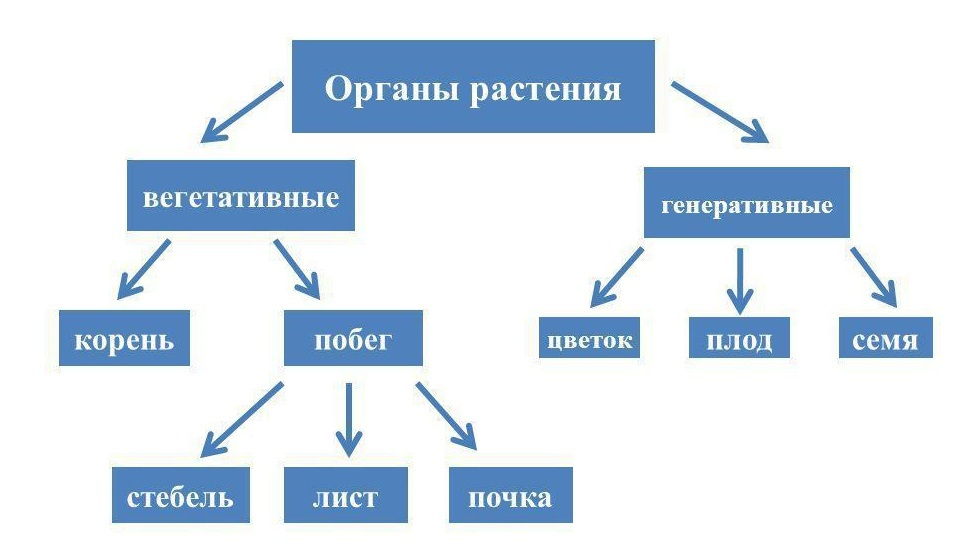 Органы растения
вегетативные
генеративные
корень
побег
цветок
плод
семя
стебель
лист
почка